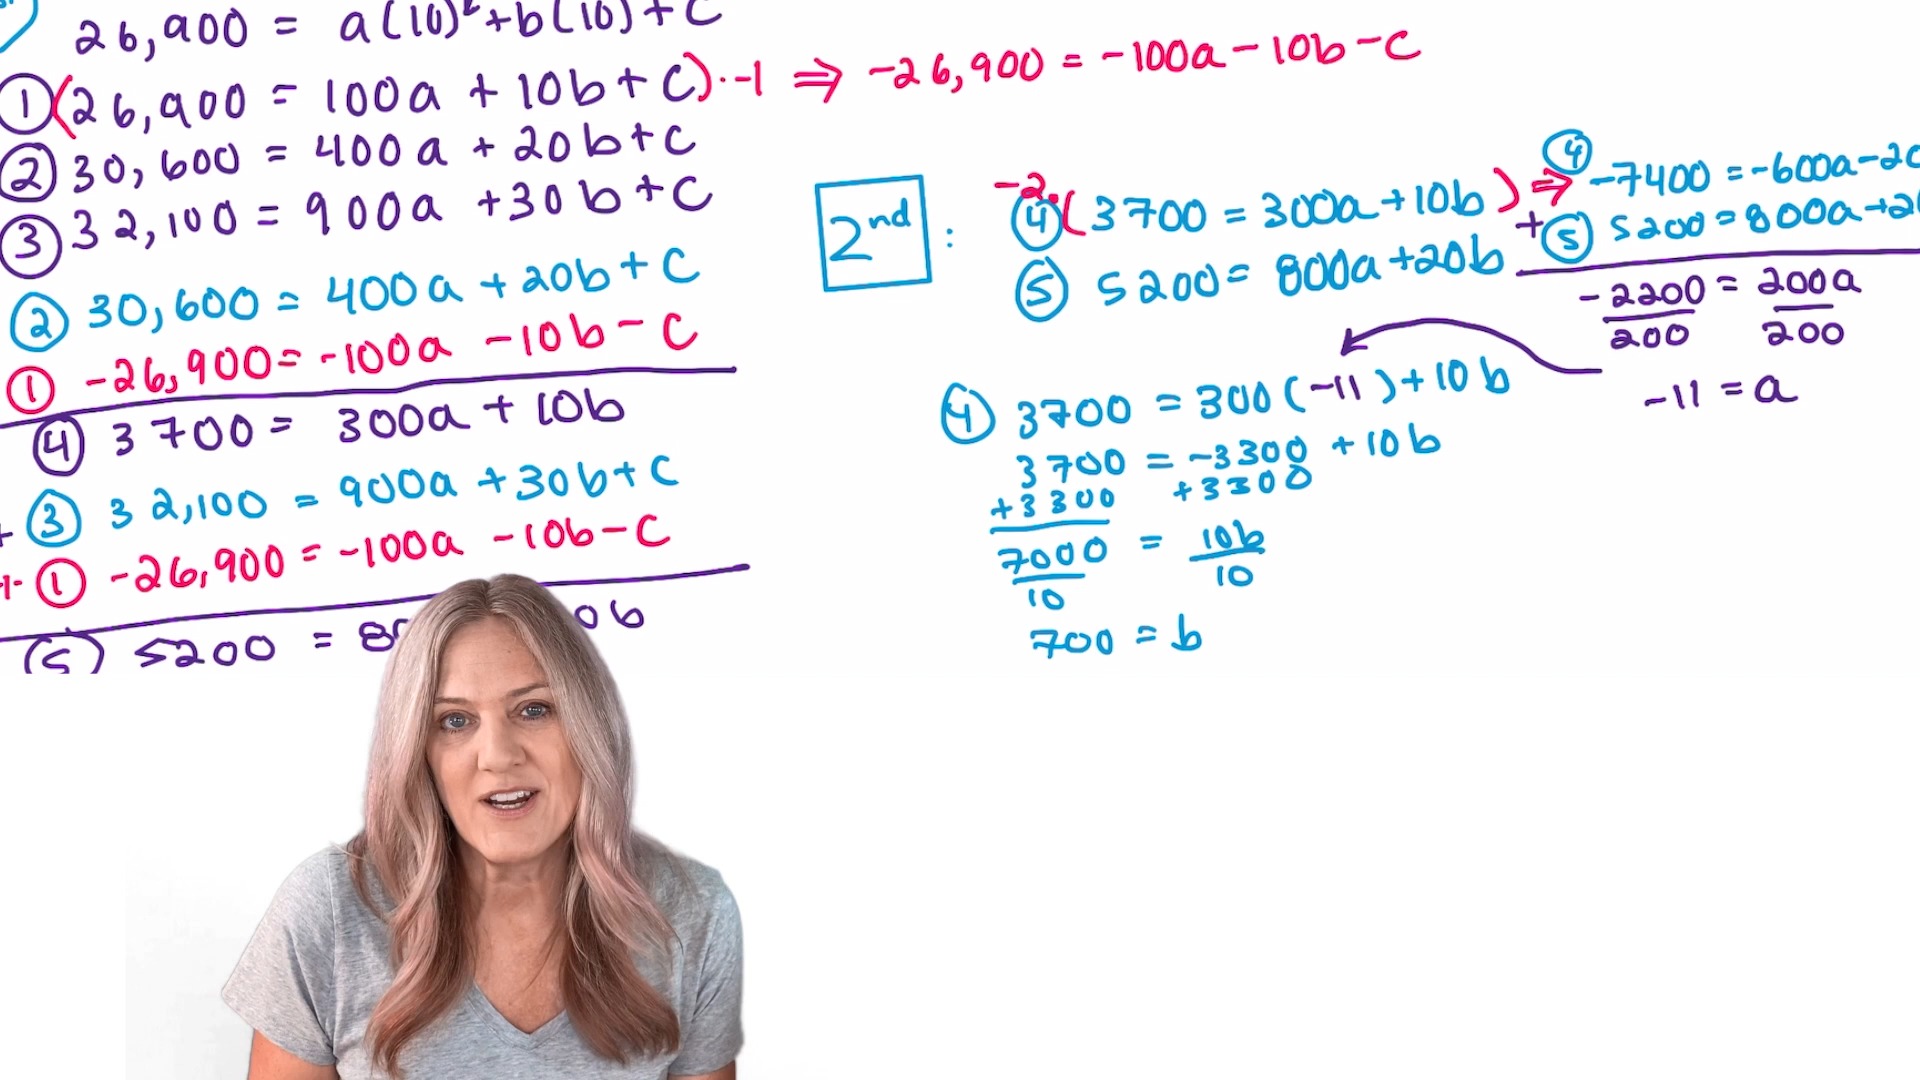 26,900 = a(10)²+b(10)+C
①(26,900 = 100a + 10b+C)·-1 ⇒ -26,900 = -100a-10b-C
② 30,600 = 400a + 20b+C
③ 32,100 = 900a +30b+C
② 30,600 = 400a +20b+C
① -26,900= -100a -10b-C
④ 3700 = 300a + 10b
+ ③ 32,100 = 900a +30b+C
① -26,900 = -100a -10b-C
⑤ 5200 =
2nd :
-2·
④(3700 = 300a+10b) ⇒
⑤ 5200= 800a+20b
④ -7400 = -600a-20
+⑤ 5200=800a+2
-2200 = 200a
200 200
-11 = a
④ 3700 = 300(-11)+10b
3700 = -3300 +10b
+3300 +3300
7000 = 10b
10 10
700 = b